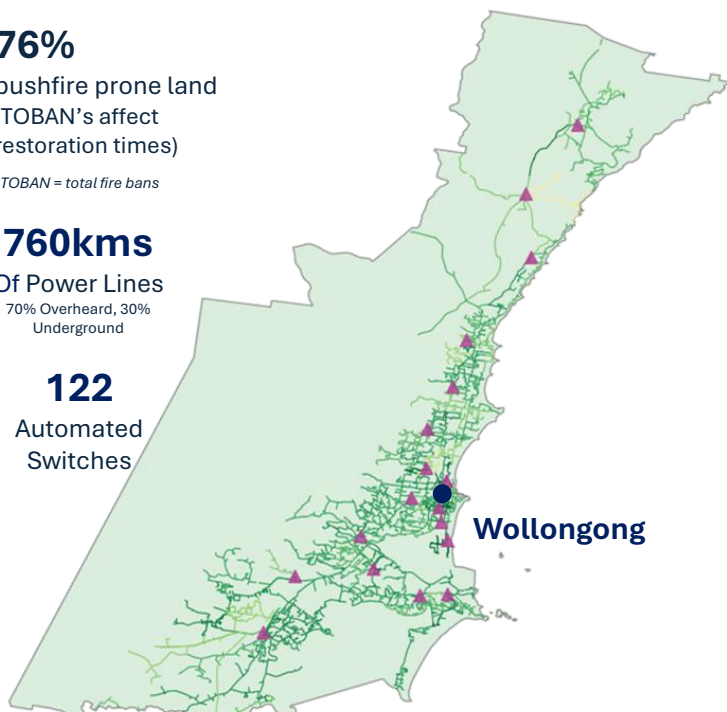 76%
bushfire prone land
TOBAN's affect
restoration times)
TOBAN = total fire bans
760kms
Of Power Lines
70% Overheard, 30%
Underground
122
Automated
Switches
Wollongong